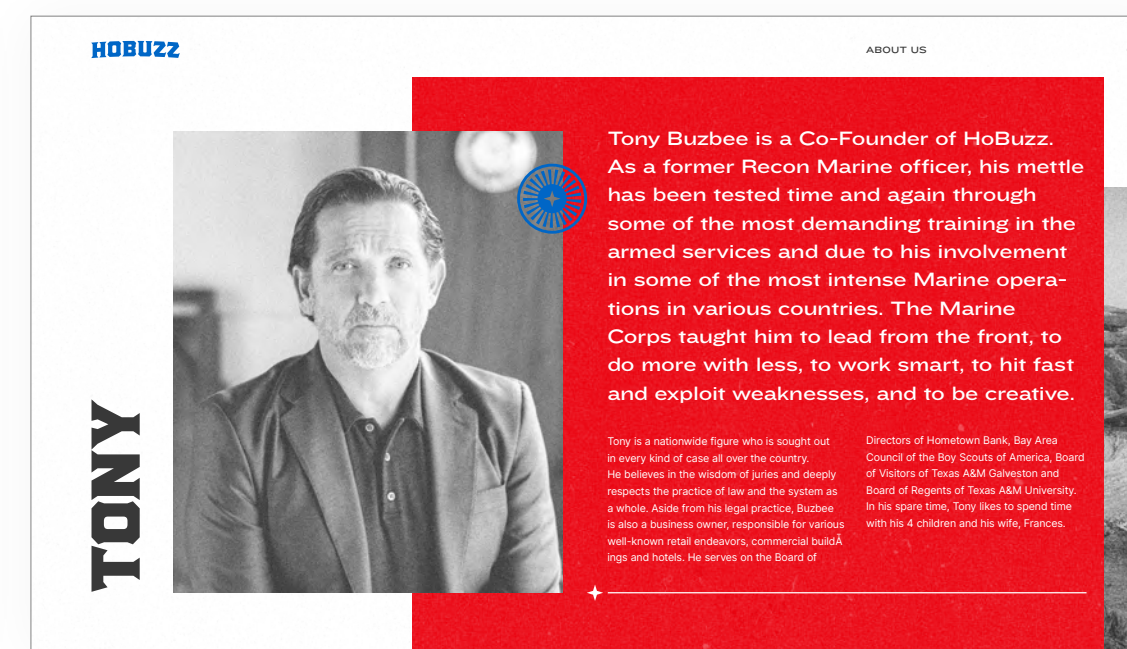 HOBUZZ
ABOUT US
TONY
Tony Buzbee is a Co-Founder of HoBuzz.
As a former Recon Marine officer, his mettle
has been tested time and again through
some of the most demanding training in the
armed services and due to his involvement
in some of the most intense Marine opera-
tions in various countries. The Marine
Corps taught him to lead from the front, to
do more with less, to work smart, to hit fast
and exploit weaknesses, and to be creative.
Tony is a nationwide figure who is sought out
in every kind of case all over the country.
He believes in the wisdom of juries and deeply
respects the practice of law and the system as
a whole. Aside from his legal practice, Buzbee
is also a business owner, responsible for various
well-known retail endeavors, commercial buildÂ
ings and hotels. He serves on the Board of
Directors of Hometown Bank, Bay Area
Council of the Boy Scouts of America, Board
of Visitors of Texas A&M Galveston and
Board of Regents of Texas A&M University.
In his spare time, Tony likes to spend time
with his 4 children and his wife, Frances.